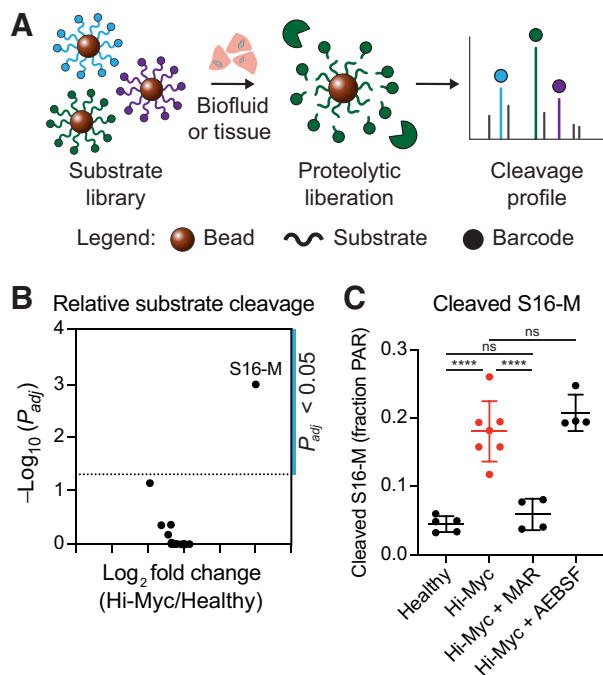 A
Biofluid
or tissue
Substrate
library
Proteolytic
liberation
Cleavage
profile
Legend: Bead Substrate Barcode
B
Relative substrate cleavage
4
3
2
1
0
–Log10 (Padj)
S16-M
Padj < 0.05
Log2 fold change
(Hi-Myc/Healthy)
C
Cleaved S16-M
Cleaved S16-M (fraction PAR)
0.3
0.2
0.1
0.0
ns
ns
**** ****
Healthy
Hi-Myc
Hi-Myc + MAR
Hi-Myc + AEBSF